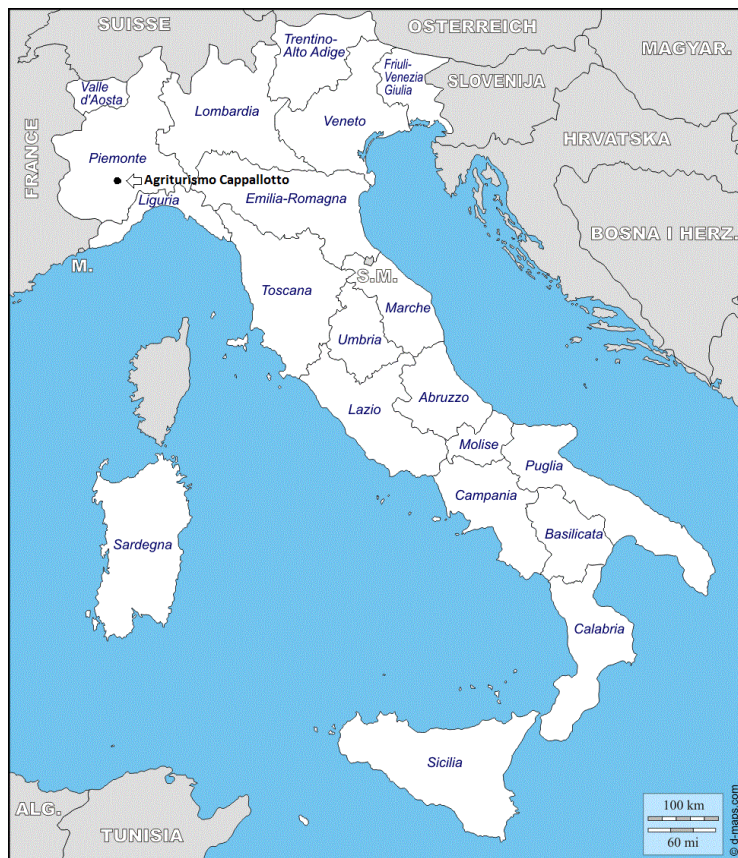 SUISSE
ÖSTERREICH
MAGYAR.
Trentino-
Alto Adige
Friuli-
Venezia
Giulia
SLOVENIJA
Valle
d'Aosta
Lombardia
Veneto
HRVATSKA
FRANCE
Piemonte
Agriturismo Cappallotto
Liguria
Emilia-Romagna
BOSNA I HERZ.
M.
S.M.
Toscana
Marche
Umbria
Abruzzo
Lazio
Molise
Puglia
Campania
Basilicata
Sardegna
Calabria
Sicilia
ALG.
TUNISIA
100 km
60 mi
© d-maps.com